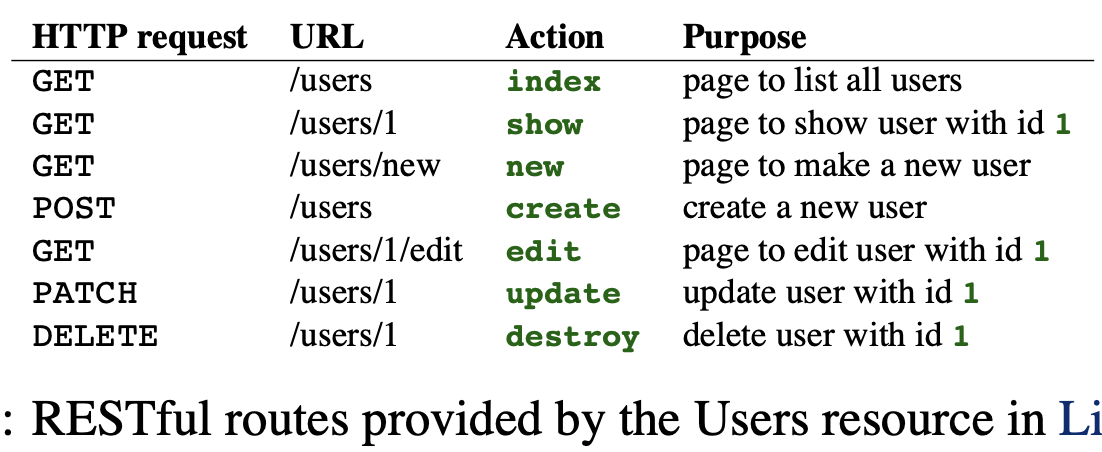 HTTP request URL Action Purpose
GET /users index page to list all users
GET /users/1 show page to show user with id 1
GET /users/new new page to make a new user
POST /users create create a new user
GET /users/1/edit edit page to edit user with id 1
PATCH /users/1 update update user with id 1
DELETE /users/1 destroy delete user with id 1
: RESTful routes provided by the Users resource in Li